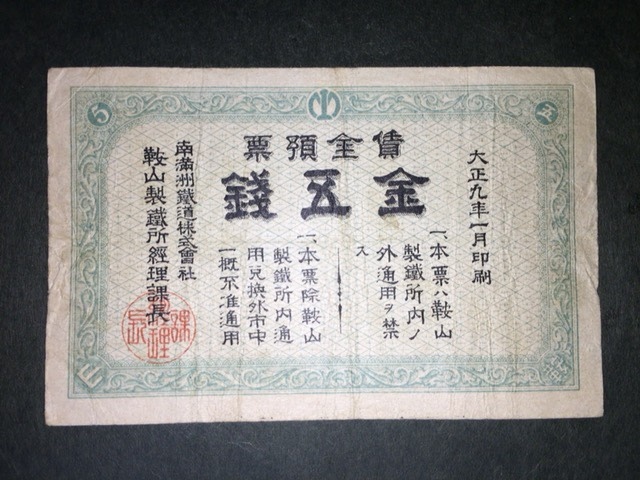 賃金預票
金五錢
大正九年一月印刷
一、本票ハ鞍山
製鐵所内ノ
外通用ヲ禁
ス
一、本票除鞍山
製鐵所内通
用兌換外市中
一概不准通用
南滿洲鐵道株式會社
鞍山製鐵所經理課長
五
5